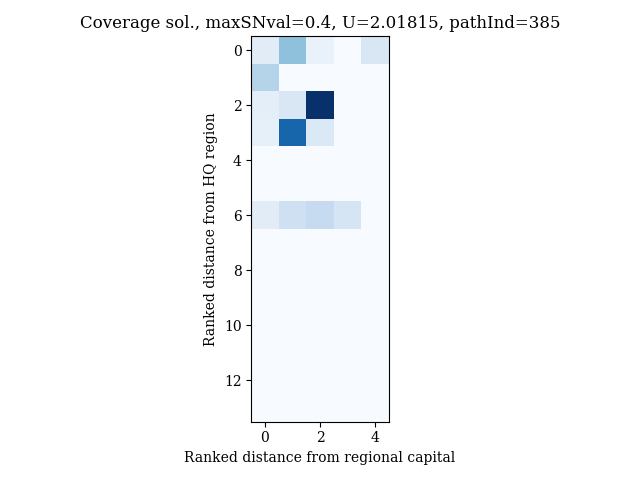 Coverage sol., maxSNval=0.4, U=2.01815, pathInd=385
Ranked distance from HQ region
0
2
4
6
8
10
12
0 2 4
Ranked distance from regional capital